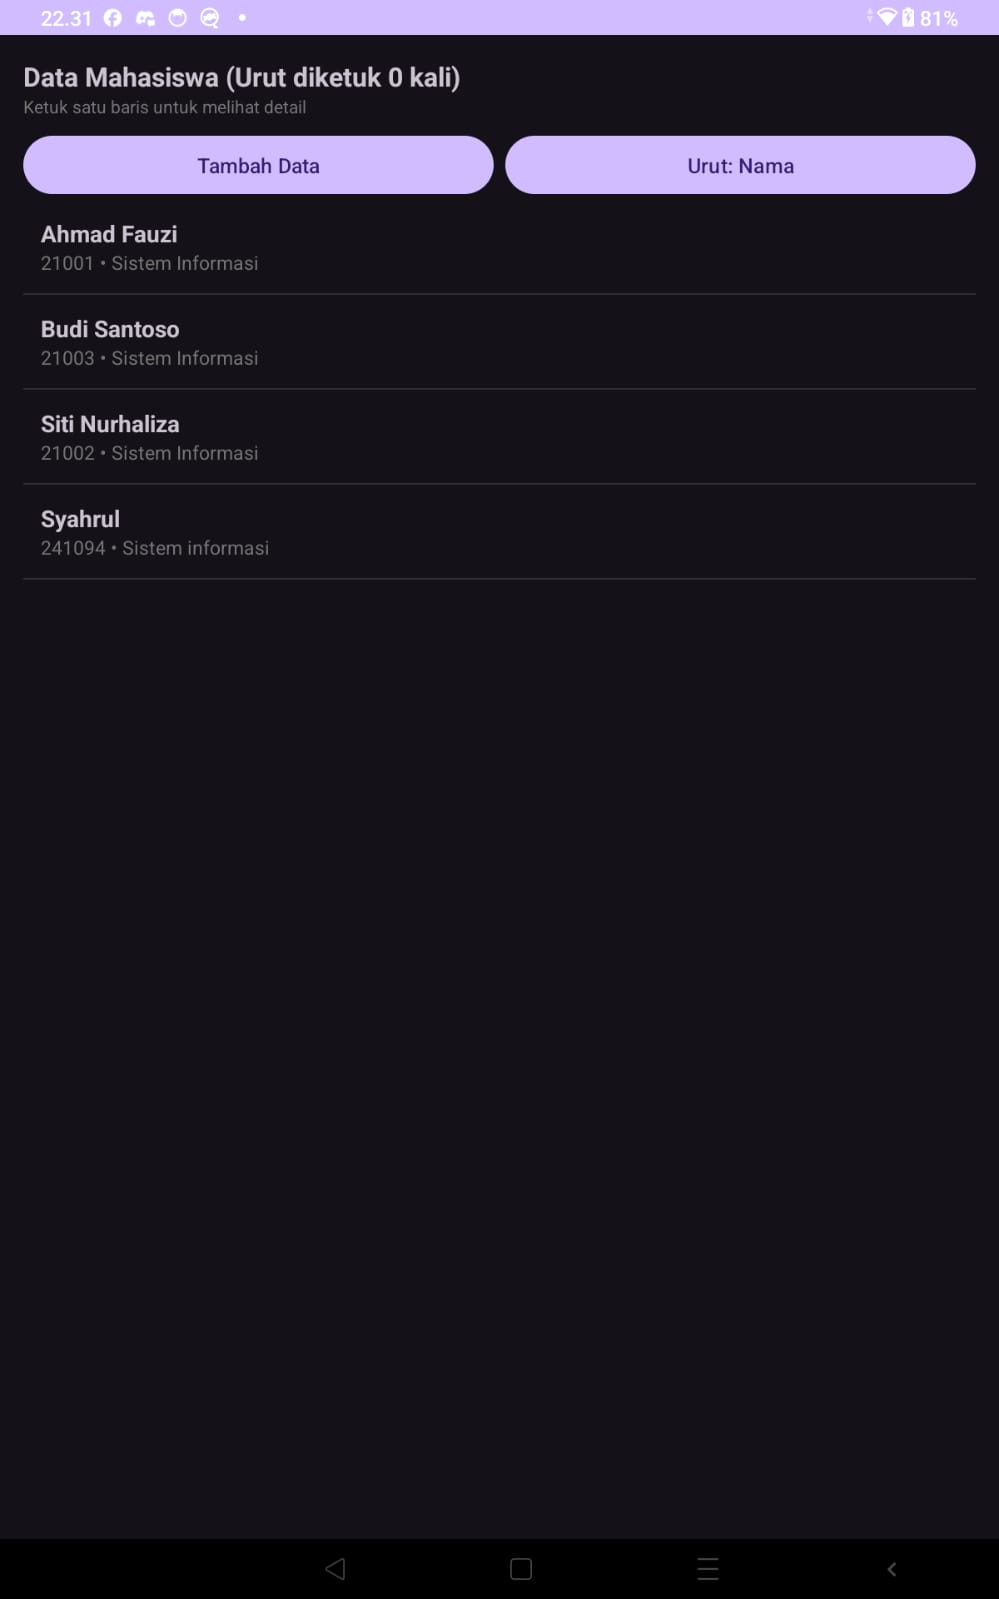 22.31
81%
Data Mahasiswa (Urut diketuk 0 kali)
Ketuk satu baris untuk melihat detail
Tambah Data
Urut: Nama
Ahmad Fauzi
21001 • Sistem Informasi
Budi Santoso
21003 • Sistem Informasi
Siti Nurhaliza
21002 • Sistem Informasi
Syahrul
241094 • Sistem informasi